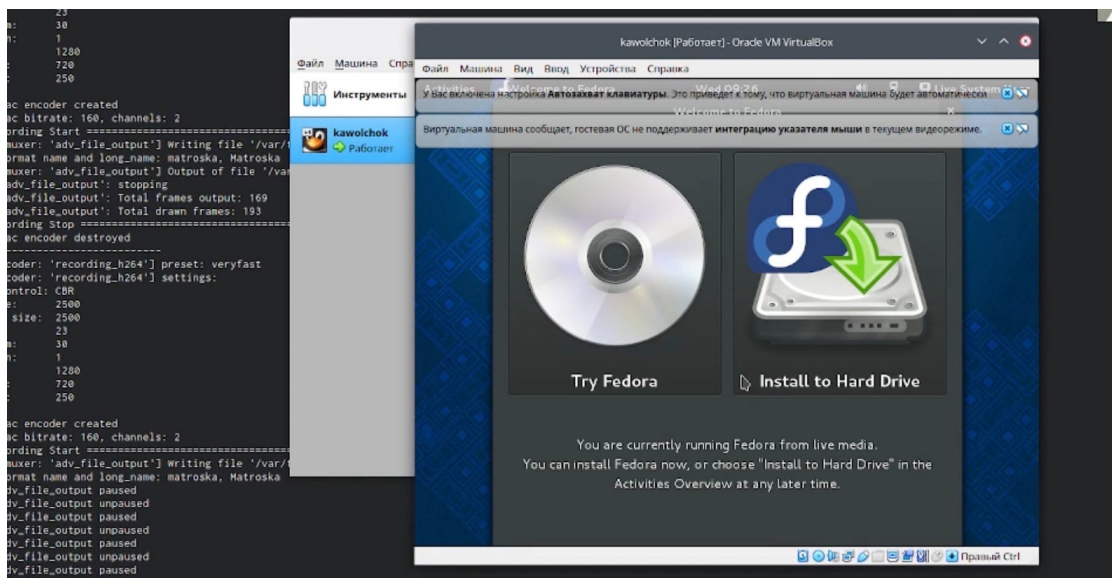 23
m: 30
n: 1
1280
: 720
250
ac encoder created
ac bitrate: 160, channels: 2
ording Start
muxer: 'adv_file_output'] Writing file '/var/
ormat name and long_name: matroska, Matroska
muxer: 'adv_file_output'] Output of file '/var
adv_file_output': stopping
adv_file_output': Total frames output: 169
adv_file_output': Total drawn frames: 193
ording Stop
ac encoder destroyed
coder: 'recording_h264'] preset: veryfast
coder: 'recording_h264'] settings:
ontrol: CBR
e: 2500
size: 2500
23
m: 30
n: 1
1280
: 720
250
ac encoder created
ac bitrate: 160, channels: 2
ording Start
muxer: 'adv_file_output'] Writing file '/var/
ormat name and long_name: matroska, Matroska
dv_file_output paused
dv_file_output unpaused
dv_file_output paused
dv_file_output unpaused
dv_file_output paused
dv_file_output unpaused
dv_file_output paused
Файл Машина Спра
Инструменты
kawolchok
Работает
kawolchok [Работает] - Oracle VM VirtualBox
Файл Машина Вид Ввод Устройства Справка
Activities Welcome to Fedora Wed 09:26 Live System
У Вас включена настройка Автозахват клавиатуры. Это приведет к тому, что виртуальная машина будет автоматически
Welcome to Fedora
Виртуальная машина сообщает, гостевая ОС не поддерживает интеграцию указателя мыши в текущем видеорежиме.
Try Fedora
Install to Hard Drive
You are currently running Fedora from live media.
You can install Fedora now, or choose "Install to Hard Drive" in the
Activities Overview at any later time.
Правый Ctrl